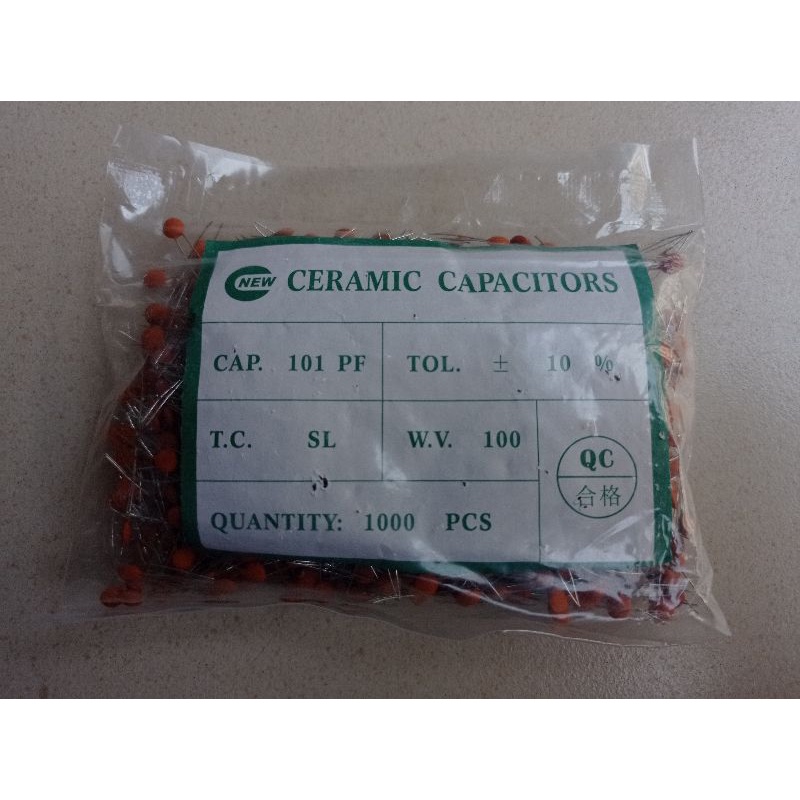 NEW CERAMIC CAPACITORS
CAP. 101 PF TOL. ± 10 %
T.C. SL W.V. 100
QC
合格
QUANTITY: 1000 PCS